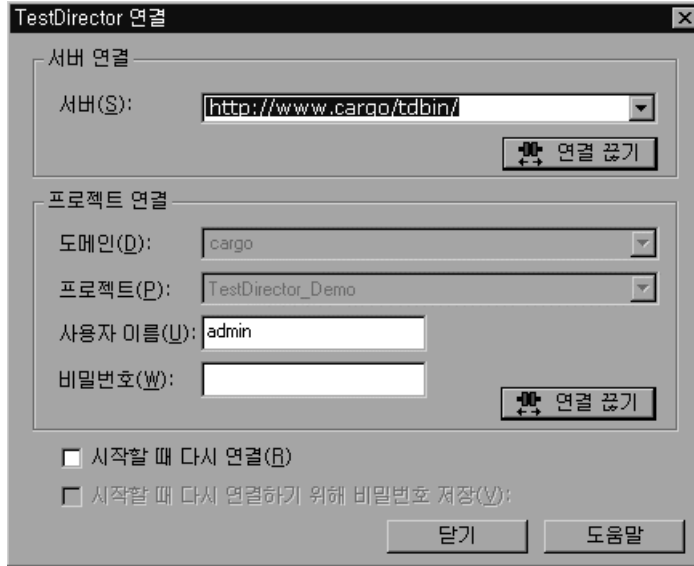 TestDirector 연결
서버 연결
서버(S): http://www.cargo/tdbin/
연결 끊기
프로젝트 연결
도메인(D): cargo
프로젝트(P): TestDirector_Demo
사용자 이름(U): admin
비밀번호(W):
연결 끊기
시작할 때 다시 연결(R)
시작할 때 다시 연결하기 위해 비밀번호 저장(V):
닫기 도움말